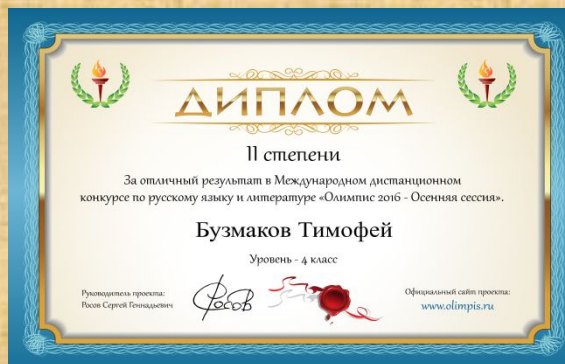 ДИПЛОМ
II степени
За отличный результат в Международном дистанционном
конкурсе по русскому языку и литературе «Олимпис 2016 - Осенняя сессия».
Бузмаков Тимофей
Уровень - 4 класс
Руководитель проекта:
Росов Сергей Геннадьевич
Росов
Официальный сайт проекта:
www.olimpis.ru